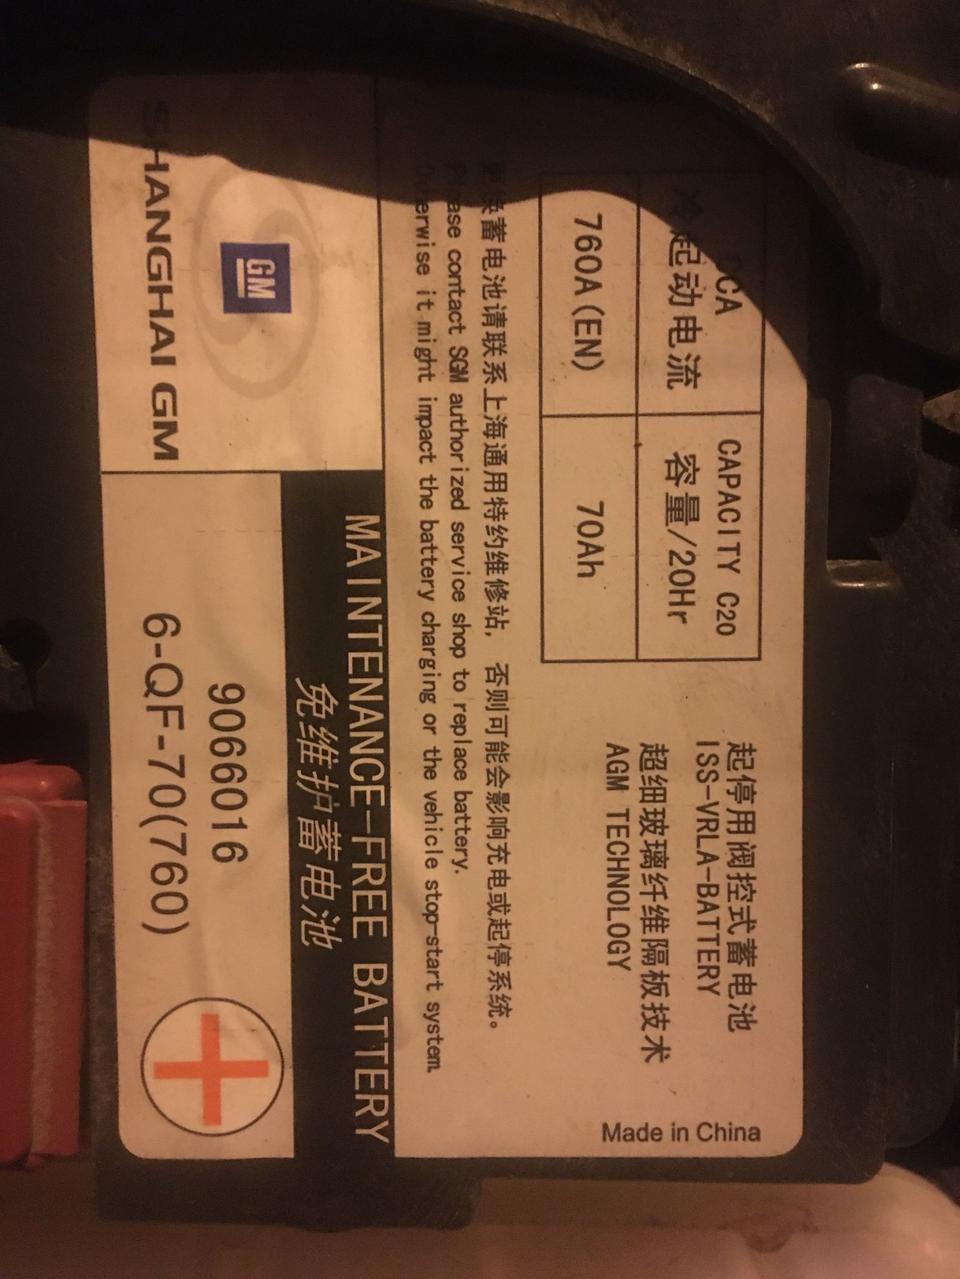 CCA
冷起动电流
CAPACITY C20
容量/20Hr
760A(EN)
70Ah
起停用阀控式蓄电池
ISS-VRLA-BATTERY
超细玻璃纤维隔板技术
AGM TECHNOLOGY
Made in China
更换蓄电池请联系上海通用特约维修站, 否则可能会影响充电或起停系统。
Please contact SGM authorized service shop to replace battery.
Otherwise it might impact the battery charging or the vehicle stop-start system.
GM
SHANGHAI GM
MAINTENANCE-FREE BATTERY
免维护蓄电池
9066016
6-QF-70(760)